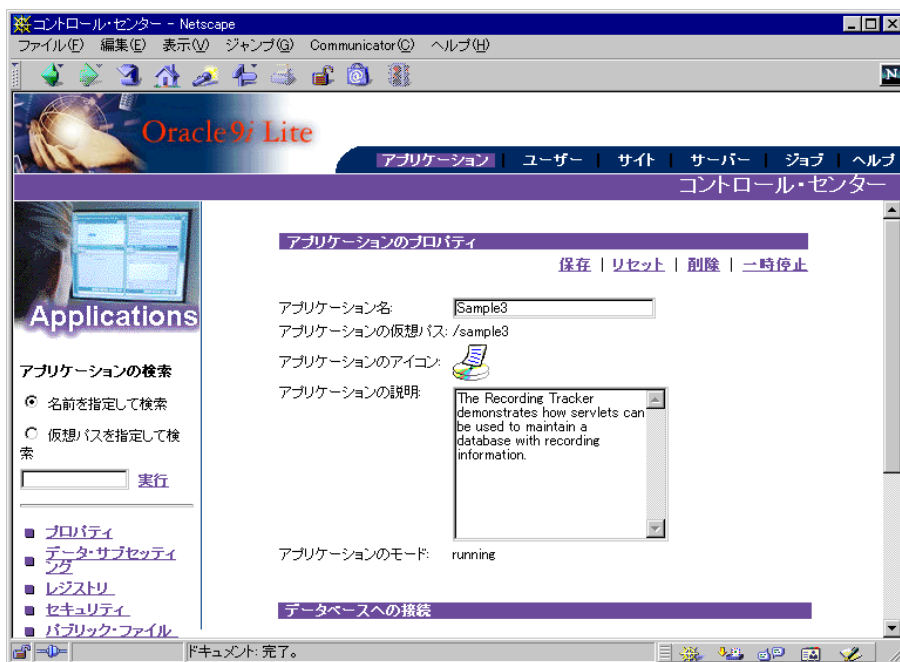 コントロール・センター - Netscape
ファイル(F) 編集(E) 表示(V) ジャンプ(G) Communicator(C) ヘルプ(H)
N
Oracle9i Lite
アプリケーション ユーザー サイト サーバー ジョブ ヘルプ
コントロール・センター
Applications
アプリケーションの検索
名前を指定して検索
仮想パスを指定して検
索
実行
プロパティ
データ・サブセッティ
ング
レジストリ
セキュリティ
パブリック・ファイル
アプリケーションのプロパティ
保存 | リセット | 削除 | 一時停止
アプリケーション名: Sample3
アプリケーションの仮想パス: /sample3
アプリケーションのアイコン:
アプリケーションの説明:
The Recording Tracker
demonstrates how servlets can
be used to maintain a
database with recording
information.
アプリケーションのモード: running
データベースへの接続
ドキュメント: 完了。